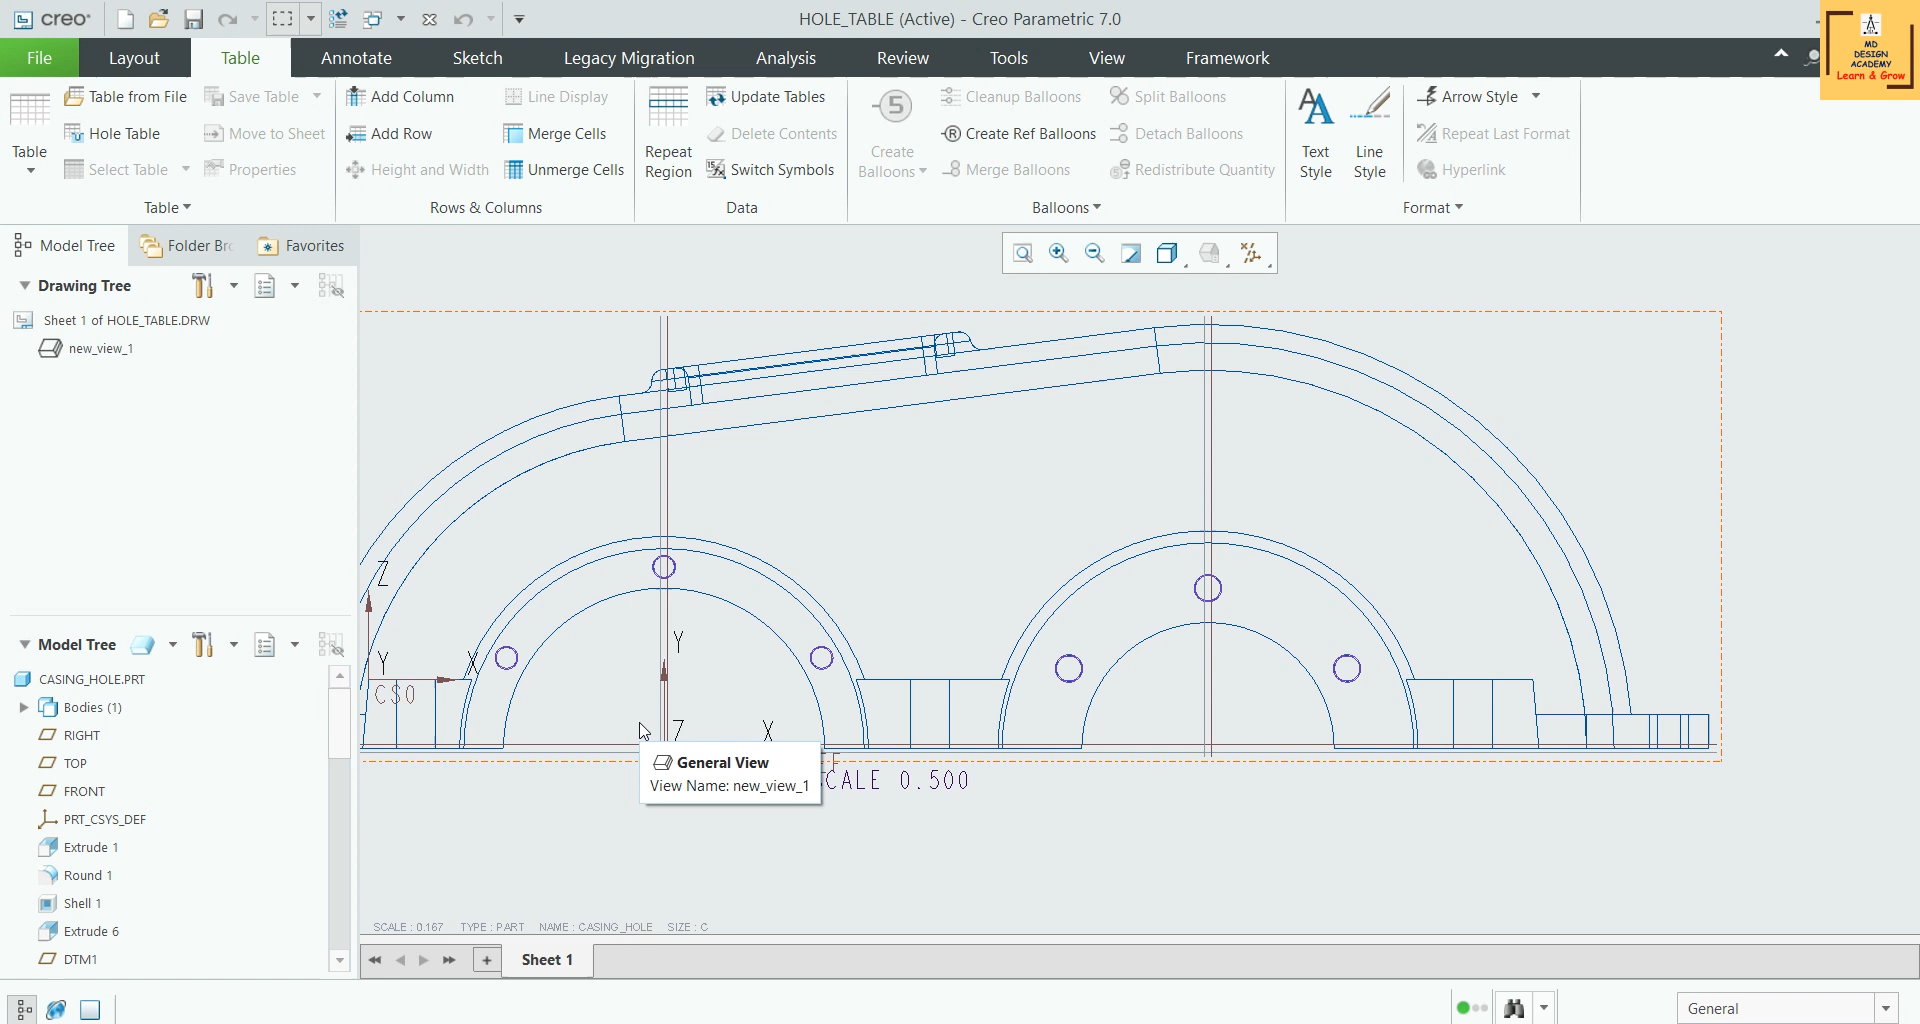 creo®
HOLE_TABLE (Active) - Creo Parametric 7.0
MD
DESIGN
ACADEMY
Learn & Grow
File Layout Table Annotate Sketch Legacy Migration Analysis Review Tools View Framework
Table
Table from File
Hole Table
Select Table
Save Table
Move to Sheet
Properties
Table
Add Column
Add Row
Height and Width
Line Display
Merge Cells
Unmerge Cells
Rows & Columns
Repeat
Region
Update Tables
Delete Contents
Switch Symbols
Data
5
Create
Balloons
Cleanup Balloons
Create Ref Balloons
Merge Balloons
Split Balloons
Detach Balloons
Redistribute Quantity
Balloons
Text
Style
Line
Style
Arrow Style
Repeat Last Format
Hyperlink
Format
Model Tree Folder Br Favorites
Drawing Tree
Sheet 1 of HOLE_TABLE.DRW
new_view_1
Model Tree
CASING_HOLE.PRT
Bodies (1)
RIGHT
TOP
FRONT
PRT_CSYS_DEF
Extrude 1
Round 1
Shell 1
Extrude 6
DTM1
Z
Y X
CS0
Y
Z X
F
SCALE 0.500
General View
View Name: new_view_1
SCALE : 0.167 TYPE : PART NAME : CASING_HOLE SIZE : C
Sheet 1
General